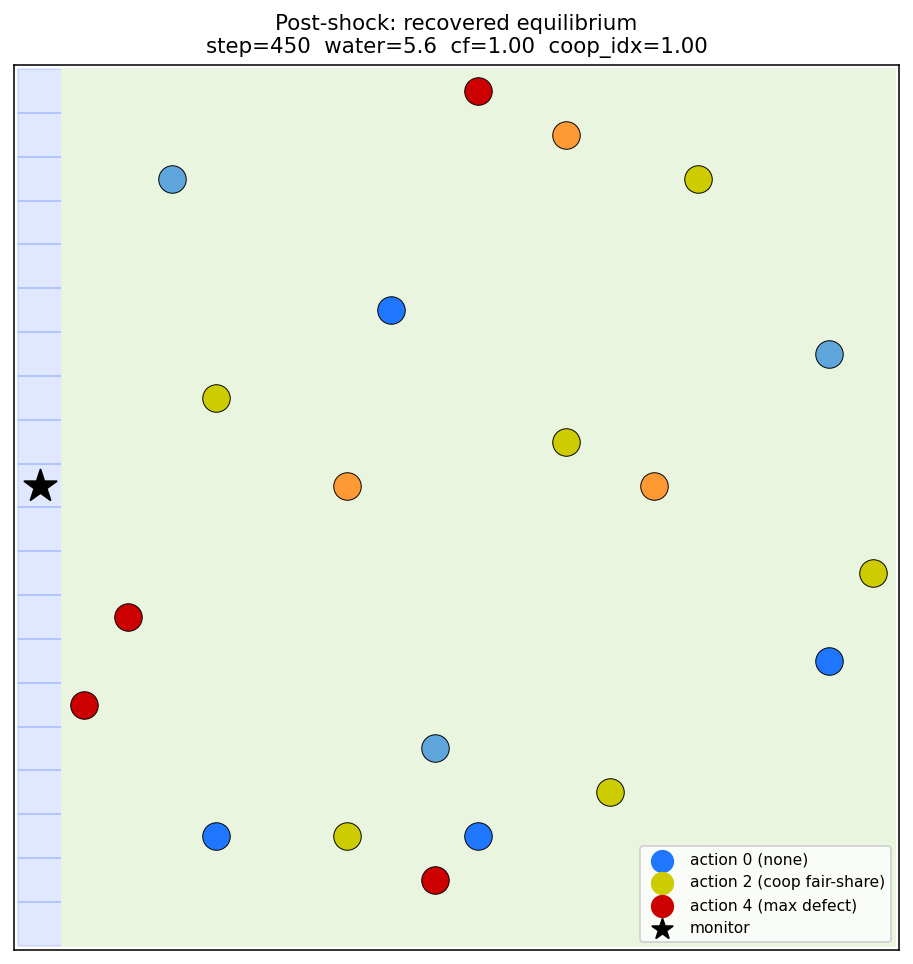 Post-shock: recovered equilibrium
step=450  water=5.6  cf=1.00  coop_idx=1.00
action 0 (none)
action 2 (coop fair-share)
action 4 (max defect)
monitor